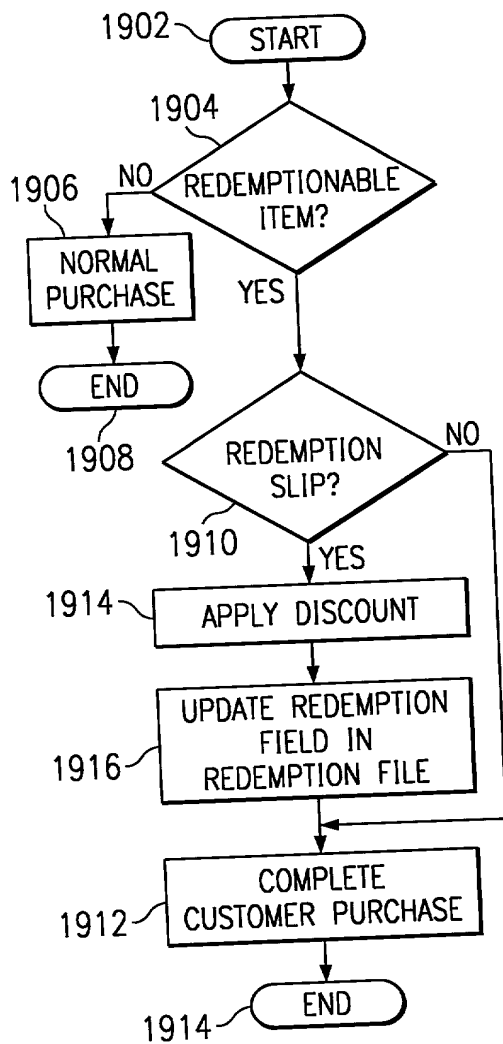 1902
START
1904
REDEMPTIONABLE
ITEM?
NO
1906
NORMAL
PURCHASE
YES
END
1908
REDEMPTION
SLIP?
NO
1910
YES
1914
APPLY DISCOUNT
UPDATE REDEMPTION
FIELD IN
REDEMPTION FILE
1916
COMPLETE
CUSTOMER PURCHASE
1912
END
1914